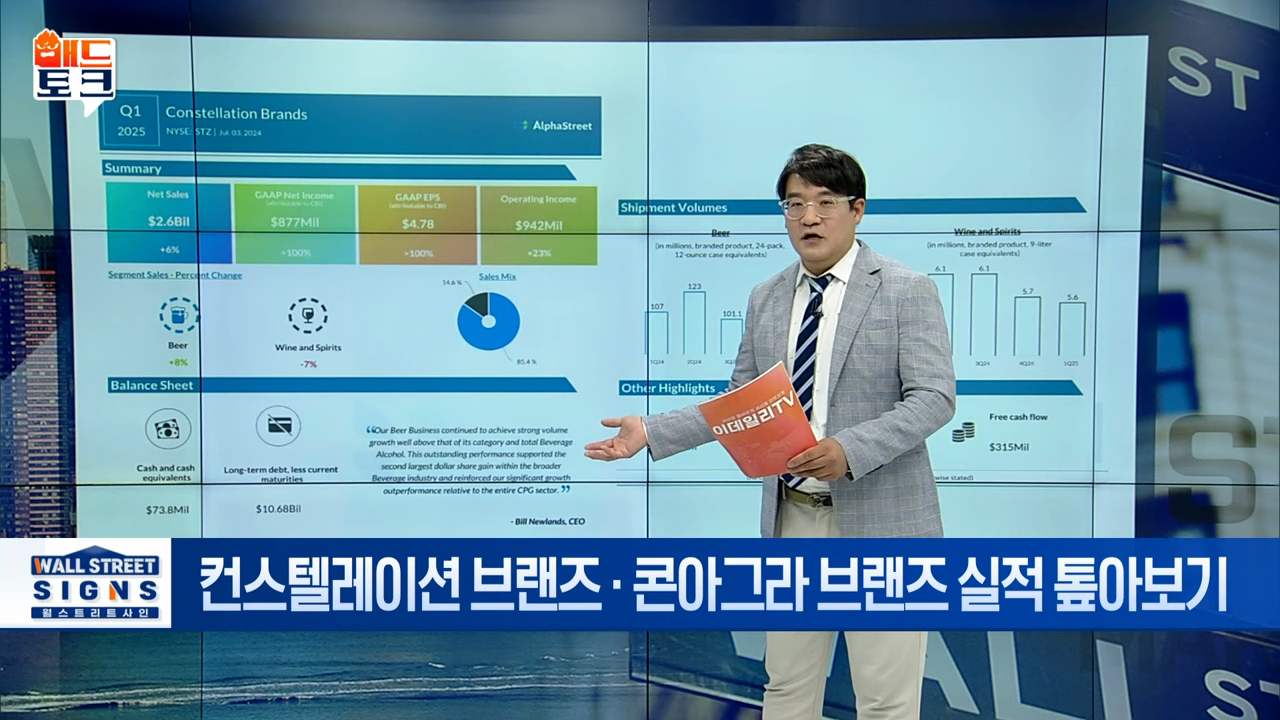 매드
토크
Q1
2025
Constellation Brands
NYSE: STZ | Jul. 03, 2024
AlphaStreet
Summary
Net Sales
$2.6Bil
+6%
GAAP Net Income
(attributable to CBI)
$877Mil
>100%
GAAP EPS
(attributable to CBI)
$4.78
>100%
Operating Income
$942Mil
+23%
Segment Sales - Percent Change
Beer
+8%
Wine and Spirits
-7%
Sales Mix
14.6 %
85.4 %
Balance Sheet
Cash and cash
equivalents
$73.8Mil
Long-term debt, less current
maturities
$10.68Bil
“Our Beer Business continued to achieve strong volume
growth well above that of its category and total Beverage
Alcohol. This outstanding performance supported the
second largest dollar share gain within the broader
Beverage industry and reinforced our significant growth
outperformance relative to the entire CPG sector. ”
- Bill Newlands, CEO
Shipment Volumes
Beer
(in millions, branded product, 24-pack,
12-ounce case equivalents)
107
123
101.1
1Q24
2Q24
Wine and Spirits
(in millions, branded product, 9-liter
case equivalents)
6.1
6.1
5.7
5.6
3Q24
4Q24
1Q25
Other Highlights
Free cash flow
$315Mil
이데일리TV
ST
WALL STREET
SIGNS
월스트리트사인
컨스텔레이션 브랜즈·콘아그라 브랜즈 실적 톺아보기
WALL
ST